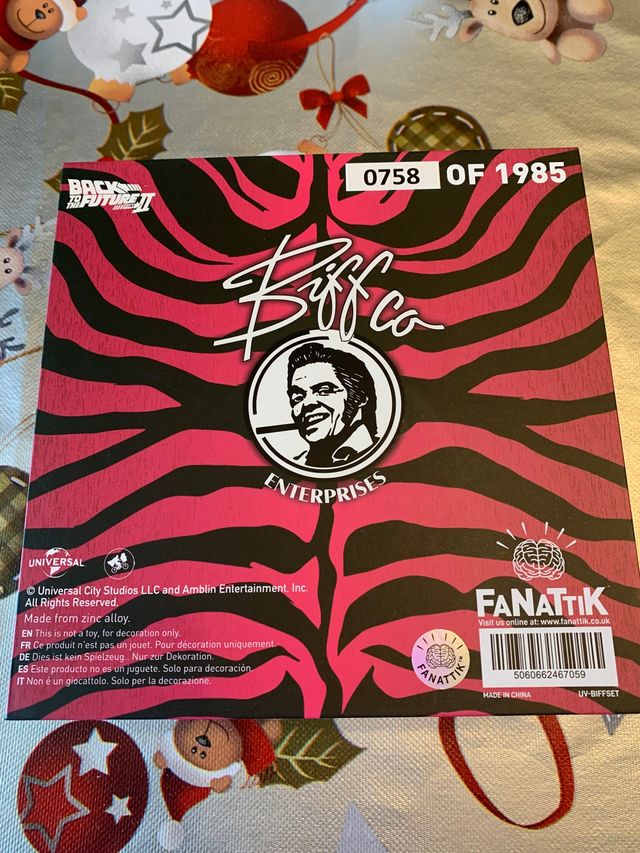 BACK
TO THE FUTURE
PART II
0758 OF 1985
Biff co
ENTERPRISES
UNIVERSAL
© Universal City Studios LLC and Amblin Entertainment, Inc.
All Rights Reserved.
Made from zinc alloy.
EN This is not a toy, for decoration only.
FR Ce produit n'est pas un jouet. Pour décoration uniquement.
DE Dies ist kein Spielzeug.. Nur zur Dekoration.
ES Este producto no es un juguete. Solo para decoración.
IT Non é un giocattolo. Solo per la decorazione.
FANATTIK™
FANATTIK
Visit us online at: www.fanattik.co.uk
5060662467059
MADE IN CHINA
UV-BIFFSET